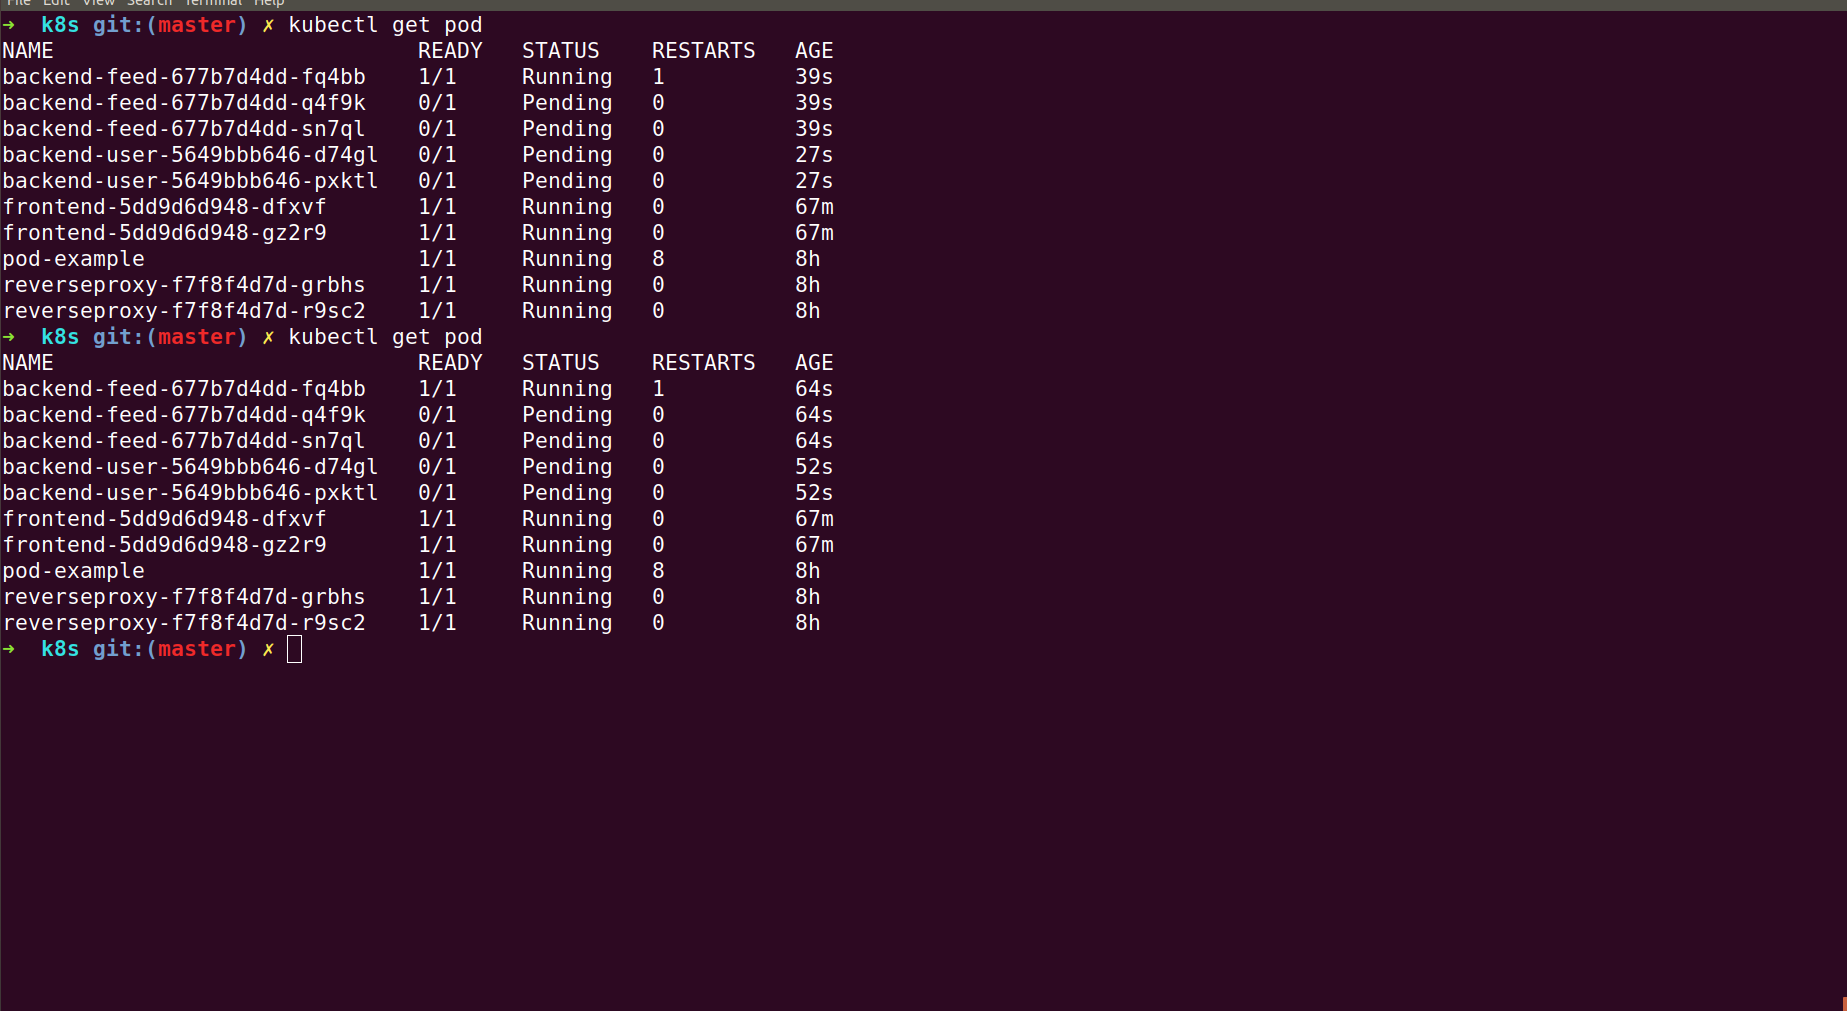 File Edit View Search Terminal Help
➜  k8s git:(master) ✗ kubectl get pod
NAME                            READY   STATUS    RESTARTS   AGE
backend-feed-677b7d4dd-fq4bb    1/1     Running   1          39s
backend-feed-677b7d4dd-q4f9k    0/1     Pending   0          39s
backend-feed-677b7d4dd-sn7ql    0/1     Pending   0          39s
backend-user-5649bbb646-d74gl   0/1     Pending   0          27s
backend-user-5649bbb646-pxktl   0/1     Pending   0          27s
frontend-5dd9d6d948-dfxvf       1/1     Running   0          67m
frontend-5dd9d6d948-gz2r9       1/1     Running   0          67m
pod-example                     1/1     Running   8          8h
reverseproxy-f7f8f4d7d-grbhs    1/1     Running   0          8h
reverseproxy-f7f8f4d7d-r9sc2    1/1     Running   0          8h
➜  k8s git:(master) ✗ kubectl get pod
NAME                            READY   STATUS    RESTARTS   AGE
backend-feed-677b7d4dd-fq4bb    1/1     Running   1          64s
backend-feed-677b7d4dd-q4f9k    0/1     Pending   0          64s
backend-feed-677b7d4dd-sn7ql    0/1     Pending   0          64s
backend-user-5649bbb646-d74gl   0/1     Pending   0          52s
backend-user-5649bbb646-pxktl   0/1     Pending   0          52s
frontend-5dd9d6d948-dfxvf       1/1     Running   0          67m
frontend-5dd9d6d948-gz2r9       1/1     Running   0          67m
pod-example                     1/1     Running   8          8h
reverseproxy-f7f8f4d7d-grbhs    1/1     Running   0          8h
reverseproxy-f7f8f4d7d-r9sc2    1/1     Running   0          8h
➜  k8s git:(master) ✗